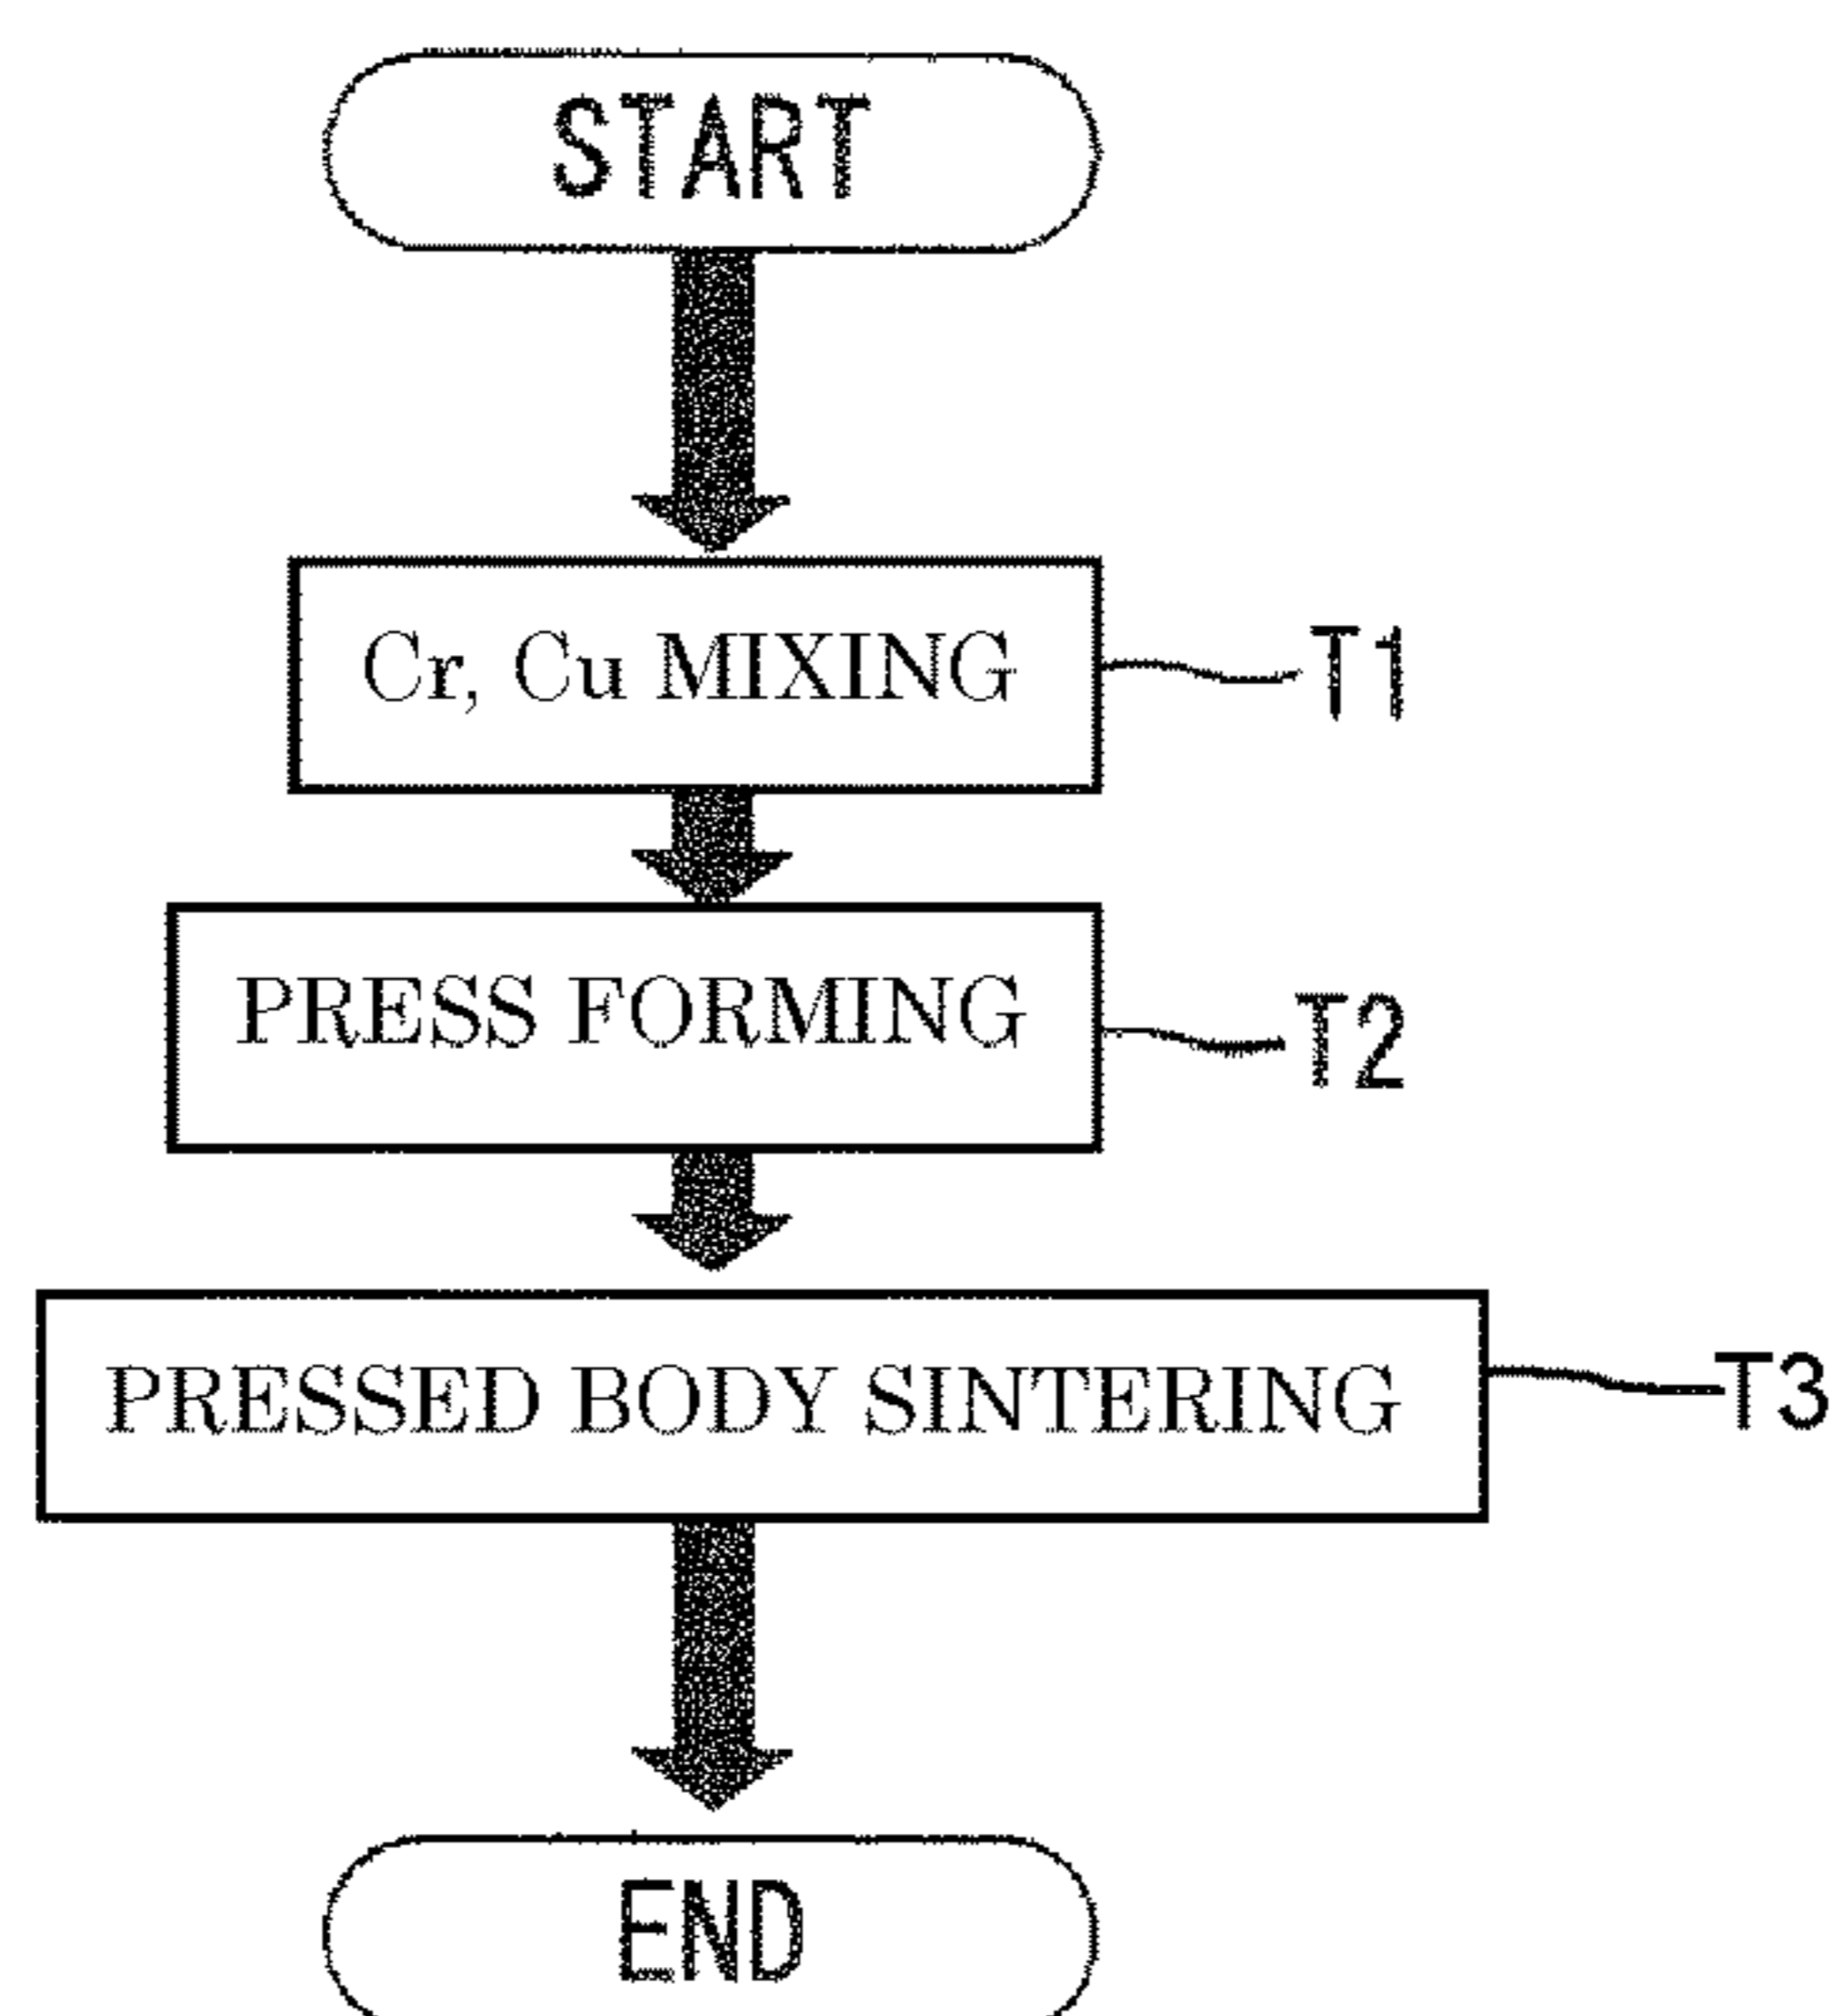 START
Cr, Cu MIXING
T1
PRESS FORMING
T2
PRESSED BODY SINTERING
T3
END